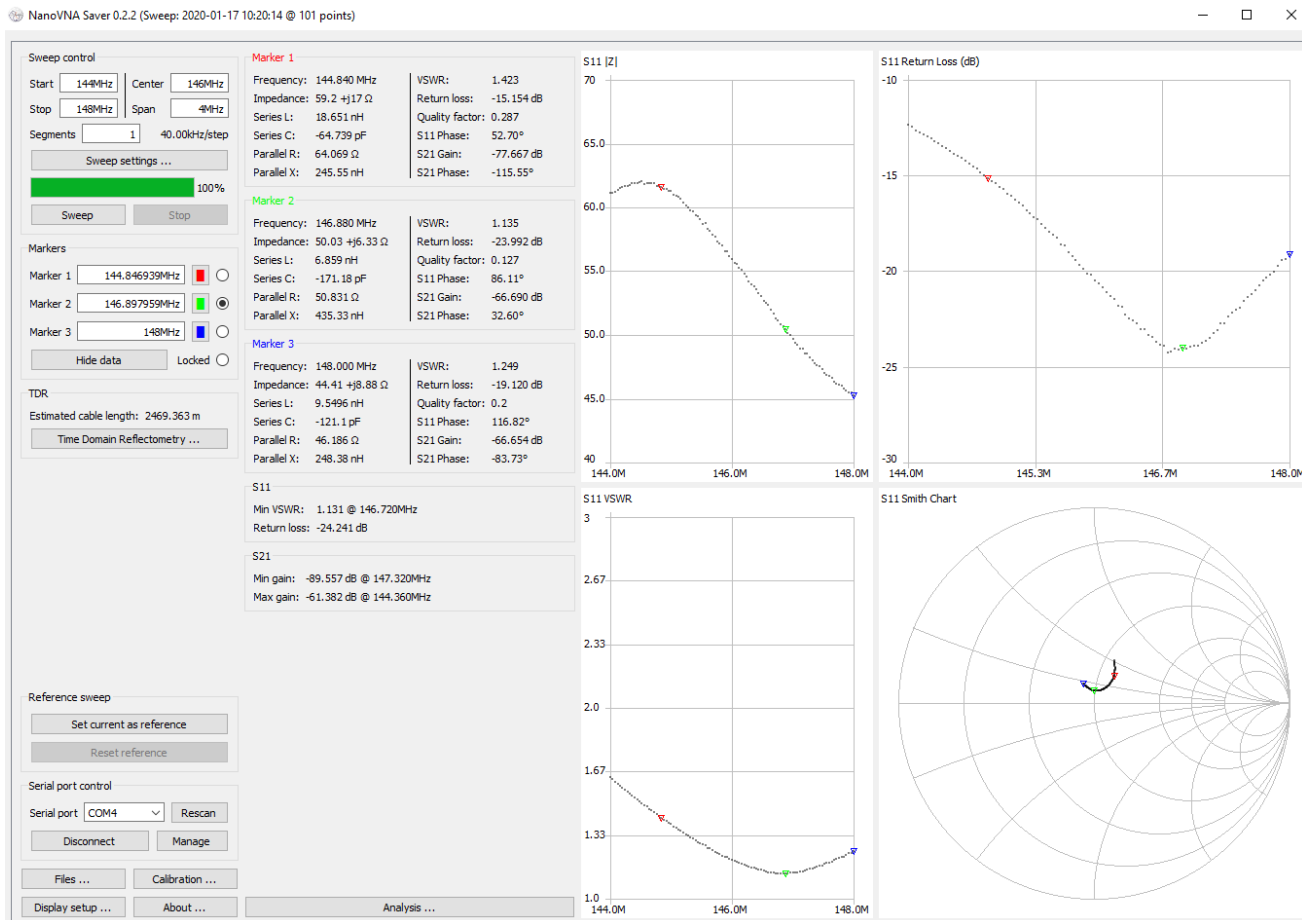 NanoVNA Saver 0.2.2 (Sweep: 2020-01-17 10:20:14 @ 101 points)
Sweep control
Start 144MHz Center 146MHz
Stop 148MHz Span 4MHz
Segments 1 40.00kHz/step
Sweep settings ...
100%
Sweep Stop
Markers
Marker 1 144.846939MHz
Marker 2 146.897959MHz
Marker 3 148MHz
Hide data Locked
TDR
Estimated cable length: 2469.363 m
Time Domain Reflectometry ...
Reference sweep
Set current as reference
Reset reference
Serial port control
Serial port COM4 Rescan
Disconnect Manage
Files ... Calibration ...
Display setup ... About ...
Marker 1
Frequency: 144.840 MHz VSWR: 1.423
Impedance: 59.2 +j17 Ω Return loss: -15.154 dB
Series L: 18.651 nH Quality factor: 0.287
Series C: -64.739 pF S11 Phase: 52.70°
Parallel R: 64.069 Ω S21 Gain: -77.667 dB
Parallel X: 245.55 nH S21 Phase: -115.55°
Marker 2
Frequency: 146.880 MHz VSWR: 1.135
Impedance: 50.03 +j6.33 Ω Return loss: -23.992 dB
Series L: 6.859 nH Quality factor: 0.127
Series C: -171.18 pF S11 Phase: 86.11°
Parallel R: 50.831 Ω S21 Gain: -66.690 dB
Parallel X: 435.33 nH S21 Phase: 32.60°
Marker 3
Frequency: 148.000 MHz VSWR: 1.249
Impedance: 44.41 +j8.88 Ω Return loss: -19.120 dB
Series L: 9.5496 nH Quality factor: 0.2
Series C: -121.1 pF S11 Phase: 116.82°
Parallel R: 46.186 Ω S21 Gain: -66.654 dB
Parallel X: 248.38 nH S21 Phase: -83.73°
S11
Min VSWR: 1.131 @ 146.720MHz
Return loss: -24.241 dB
S21
Min gain: -89.557 dB @ 147.320MHz
Max gain: -61.382 dB @ 144.360MHz
Analysis ...
S11 |Z|
70
65.0
60.0
55.0
50.0
45.0
40
144.0M 146.0M 148.0M
S11 Return Loss (dB)
-10
-15
-20
-25
-30
144.0M 145.3M 146.7M 148.0M
S11 VSWR
3
2.67
2.33
2.0
1.67
1.33
1.0
144.0M 146.0M 148.0M
S11 Smith Chart